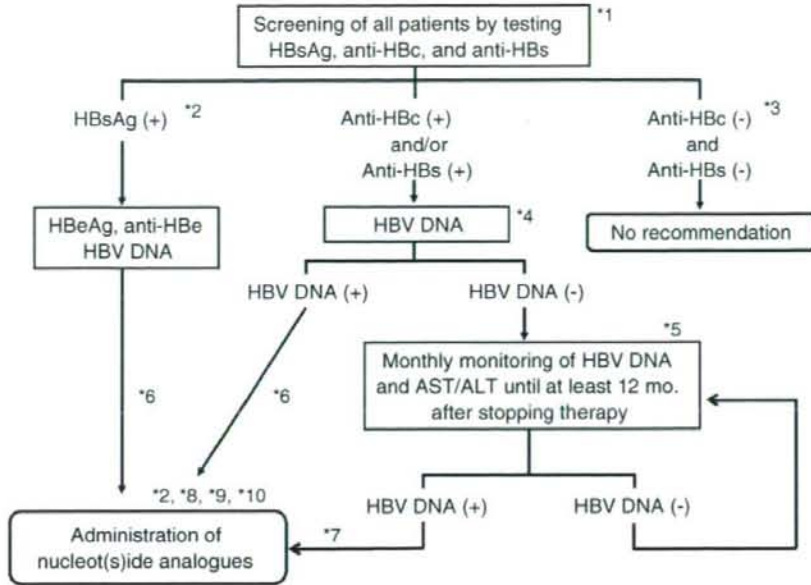 Screening of all patients by testing
HBsAg, anti-HBc, and anti-HBs
*1
HBsAg (+)
*2
Anti-HBc (+)
and/or
Anti-HBs (+)
Anti-HBc (-)
and
Anti-HBs (-)
*3
HBeAg, anti-HBe
HBV DNA
HBV DNA
*4
No recommendation
HBV DNA (+)
HBV DNA (-)
*5
Monthly monitoring of HBV DNA
and AST/ALT until at least 12 mo.
after stopping therapy
*6
*6
*2, *8, *9, *10
HBV DNA (+)
HBV DNA (-)
Administration of
nucleot(s)ide analogues
*7